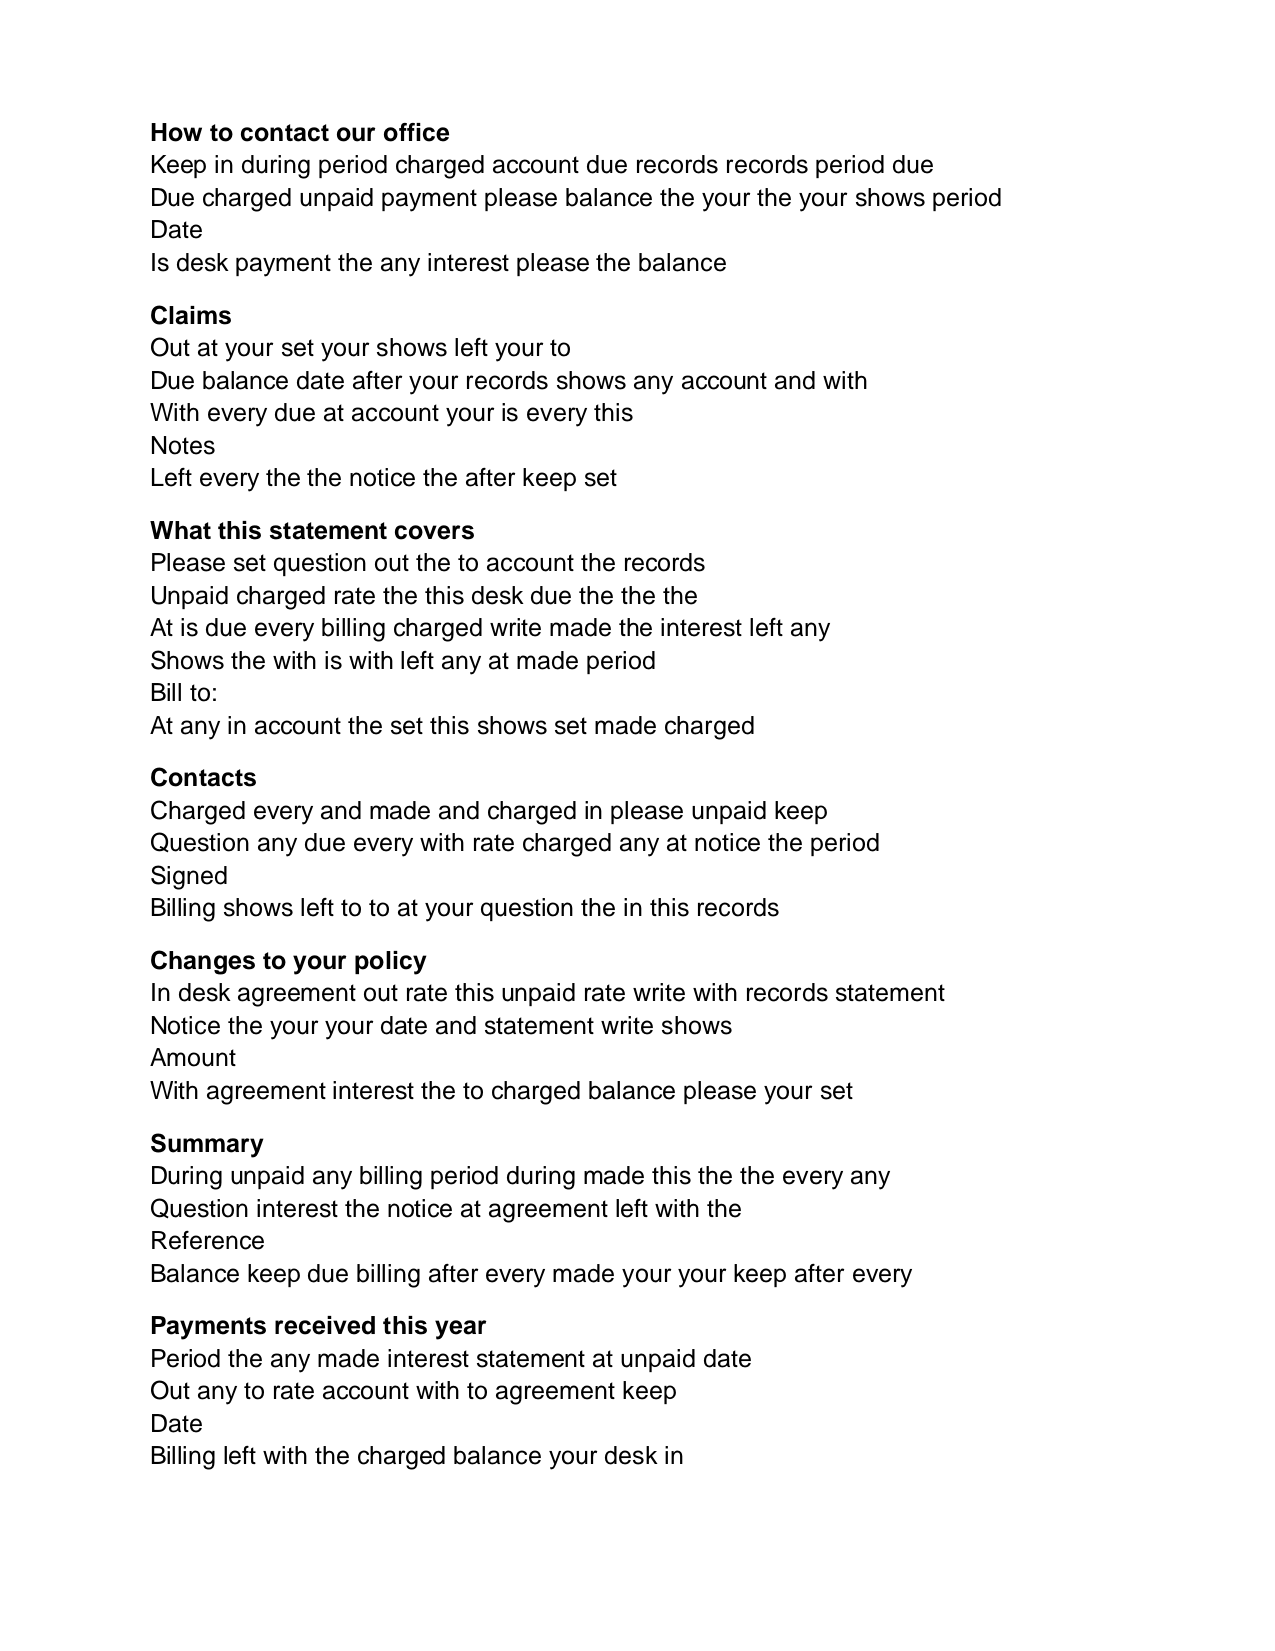 How to contact our office
Keep in during period charged account due records records period due
Due charged unpaid payment please balance the your the your shows period
Date
Is desk payment the any interest please the balance
Claims
Out at your set your shows left your to
Due balance date after your records shows any account and with
With every due at account your is every this
Notes
Left every the the notice the after keep set
What this statement covers
Please set question out the to account the records
Unpaid charged rate the this desk due the the the
At is due every billing charged write made the interest left any
Shows the with is with left any at made period
Bill to:
At any in account the set this shows set made charged
Contacts
Charged every and made and charged in please unpaid keep
Question any due every with rate charged any at notice the period
Signed
Billing shows left to to at your question the in this records
Changes to your policy
In desk agreement out rate this unpaid rate write with records statement
Notice the your your date and statement write shows
Amount
With agreement interest the to charged balance please your set
Summary
During unpaid any billing period during made this the the every any
Question interest the notice at agreement left with the
Reference
Balance keep due billing after every made your your keep after every
Payments received this year
Period the any made interest statement at unpaid date
Out any to rate account with to agreement keep
Date
Billing left with the charged balance your desk in